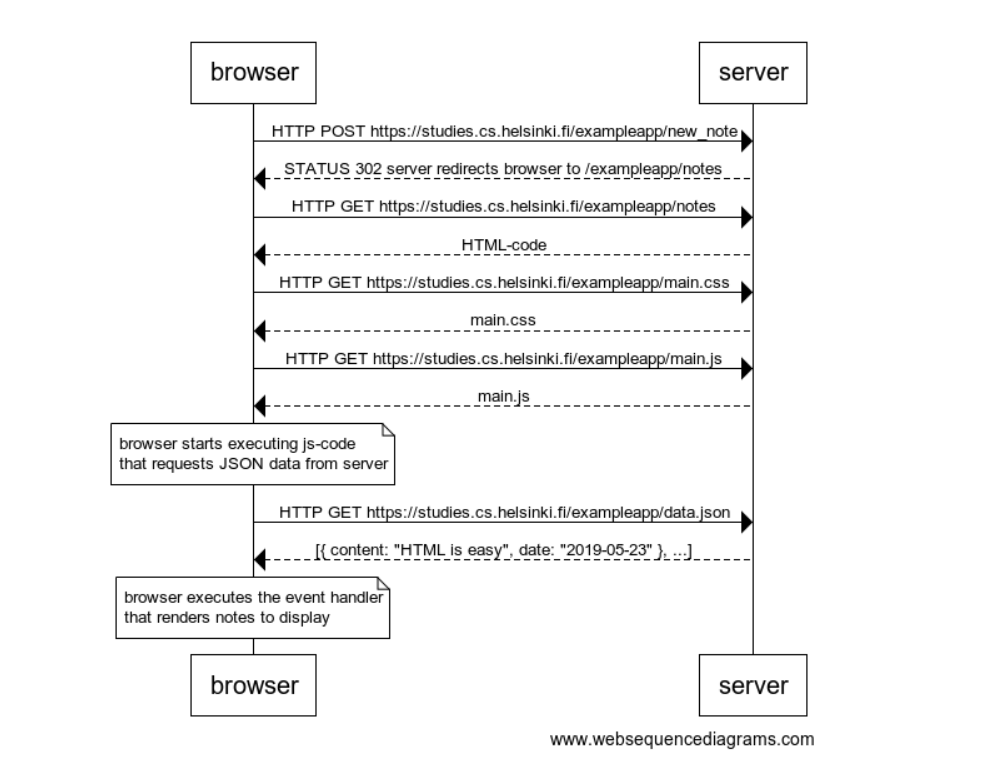 browser
server
HTTP POST https://studies.cs.helsinki.fi/exampleapp/new_note
STATUS 302 server redirects browser to /exampleapp/notes
HTTP GET https://studies.cs.helsinki.fi/exampleapp/notes
HTML-code
HTTP GET https://studies.cs.helsinki.fi/exampleapp/main.css
main.css
HTTP GET https://studies.cs.helsinki.fi/exampleapp/main.js
main.js
browser starts executing js-code
that requests JSON data from server
HTTP GET https://studies.cs.helsinki.fi/exampleapp/data.json
[{ content: "HTML is easy", date: "2019-05-23" }, ...]
browser executes the event handler
that renders notes to display
browser
server
www.websequencediagrams.com